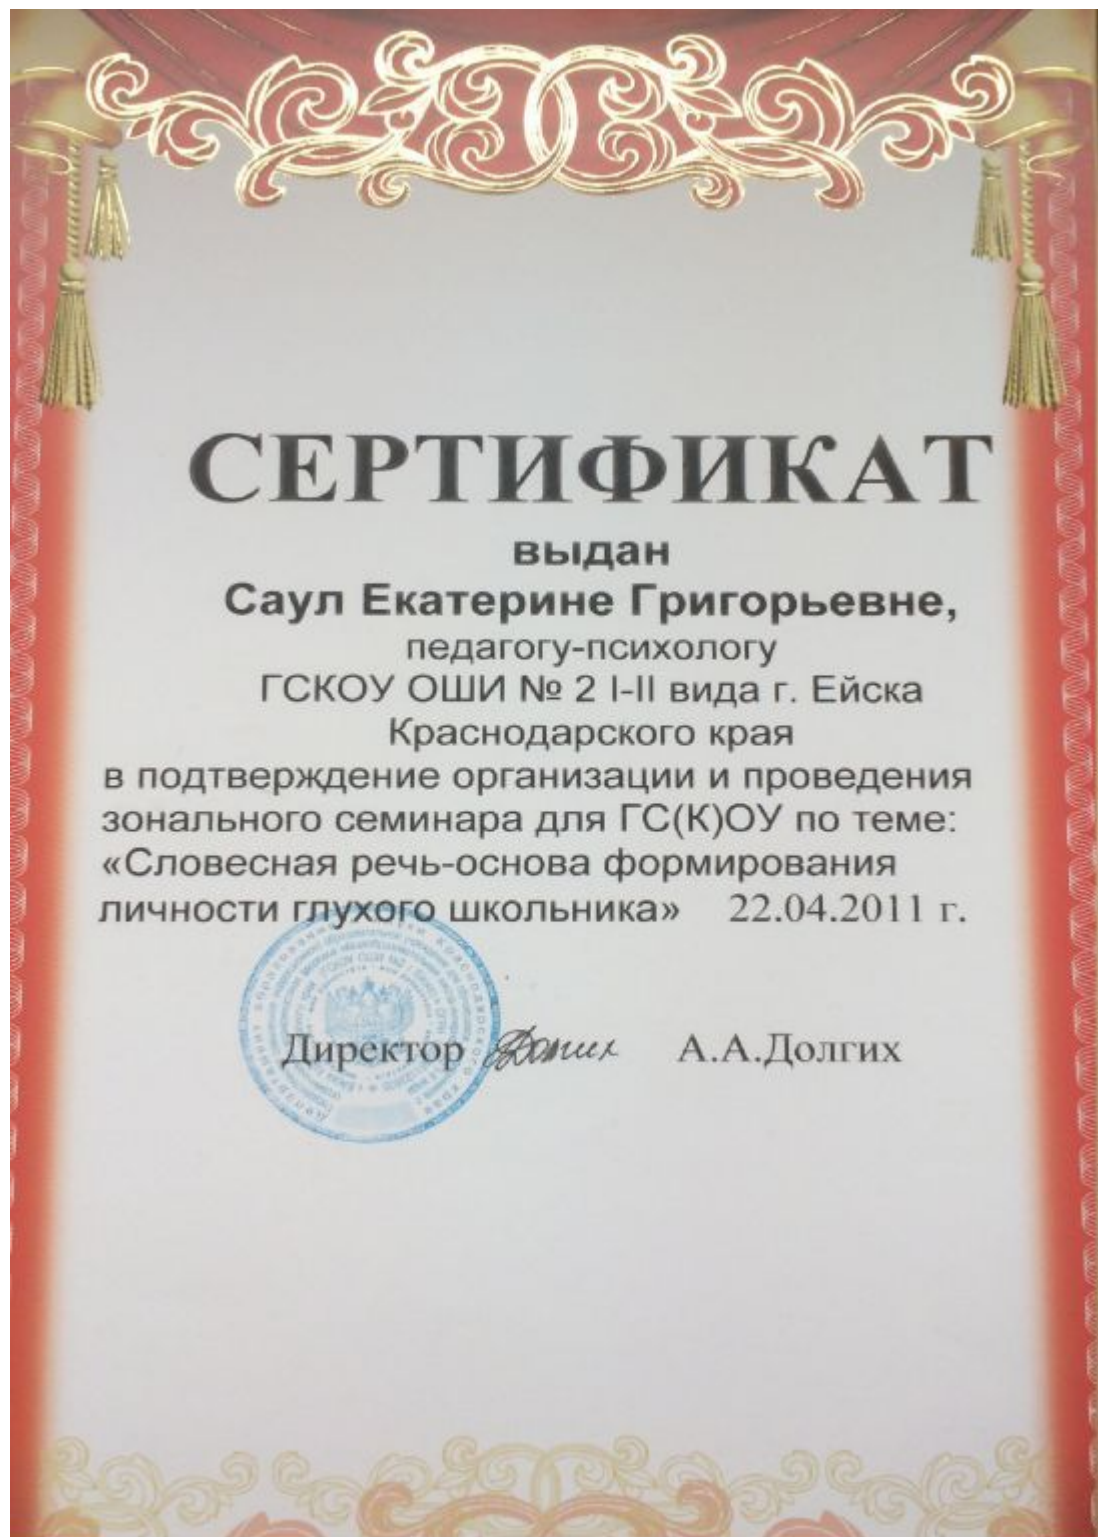 СЕРТИФИКАТ
выдан
Саул Екатерине Григорьевне,
педагогу-психологу
ГСКОУ ОШИ № 2 I-II вида г. Ейска
Краснодарского края
в подтверждение организации и проведения
зонального семинара для ГС(К)ОУ по теме:
«Словесная речь-основа формирования
личности глухого школьника» 22.04.2011 г.
Директор Долгих А.А.Долгих